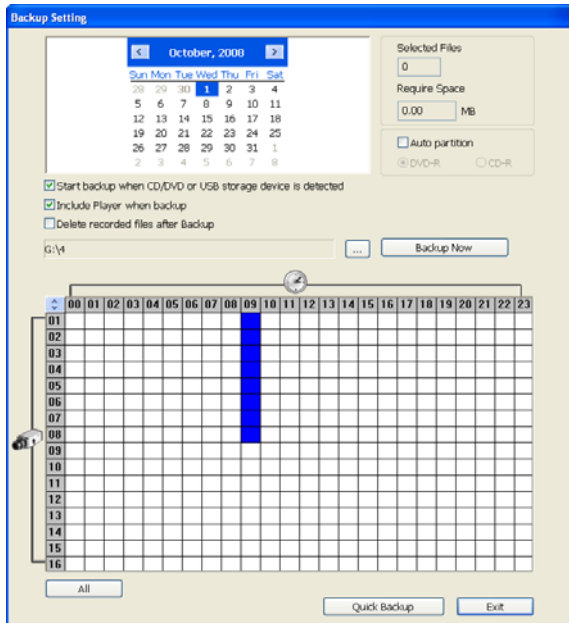 Backup Setting
October, 2008
Sun Mon Tue Wed Thu Fri Sat
28 29 30 1 2 3 4
5 6 7 8 9 10 11
12 13 14 15 16 17 18
19 20 21 22 23 24 25
26 27 28 29 30 31 1
2 3 4 5 6 7 8
Selected Files
0
Require Space
0.00 MB
Auto partition
DVD-R CD-R
Start backup when CD/DVD or USB storage device is detected
Include Player when backup
Delete recorded files after Backup
G:\4 ... Backup Now
00 01 02 03 04 05 06 07 08 09 10 11 12 13 14 15 16 17 18 19 20 21 22 23
01
02
03
04
05
06
07
08
09
10
11
12
13
14
15
16
All
Quick Backup Exit